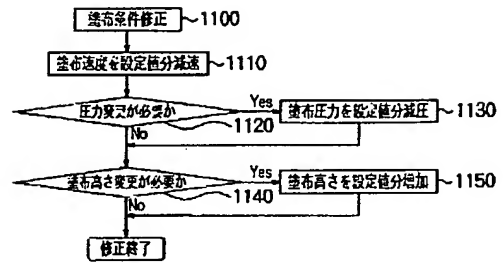 塗布条件修正 1100
塗布速度を設定値分減速 1110
圧力変更が必要か Yes 塗布圧力を設定値分減圧 1130
1120
No
塗布高さ変更が必要か Yes 塗布高さを設定値分増加 1150
1140
No
修正終了